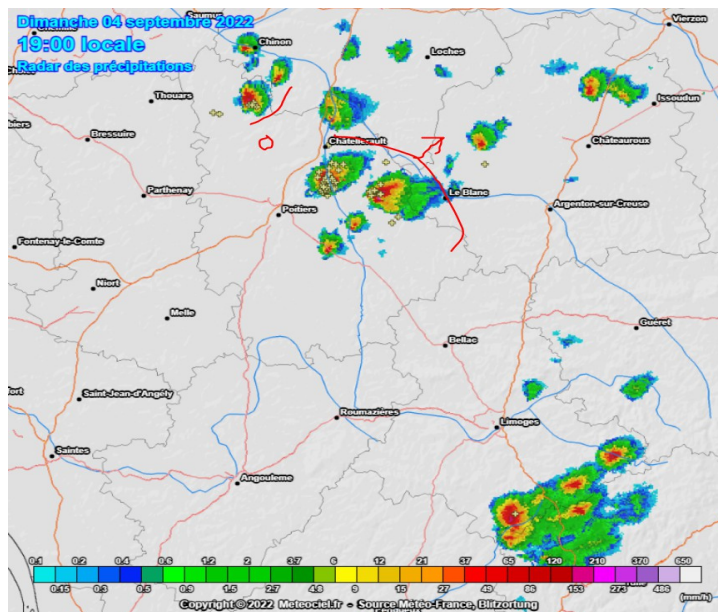 Dimanche 04 septembre 2022
19:00 locale
Radar des précipitations
Saumur
Vierzon
Chinon
Loches
Thouars
Issoudun
Bressuire
Châtellerault
Châteauroux
Parthenay
Le Blanc
Poitiers
Argenton-sur-Creuse
Fontenay-le-Comte
Niort
Melle
Guéret
Bellac
Saint-Jean-d'Angély
Roumazières
Limoges
Saintes
Angouleme
0.1 0.2 0.4 0.6 1.2 2 3.7 6 12 21 37 65 120 210 370 650
0.15 0.3 0.5 0.9 1.5 2.7 4.8 9 15 27 49 86 153 273 486 (mm/h)
Copyright © 2022 Meteociel.fr - Source Météo-France, Blitzortung